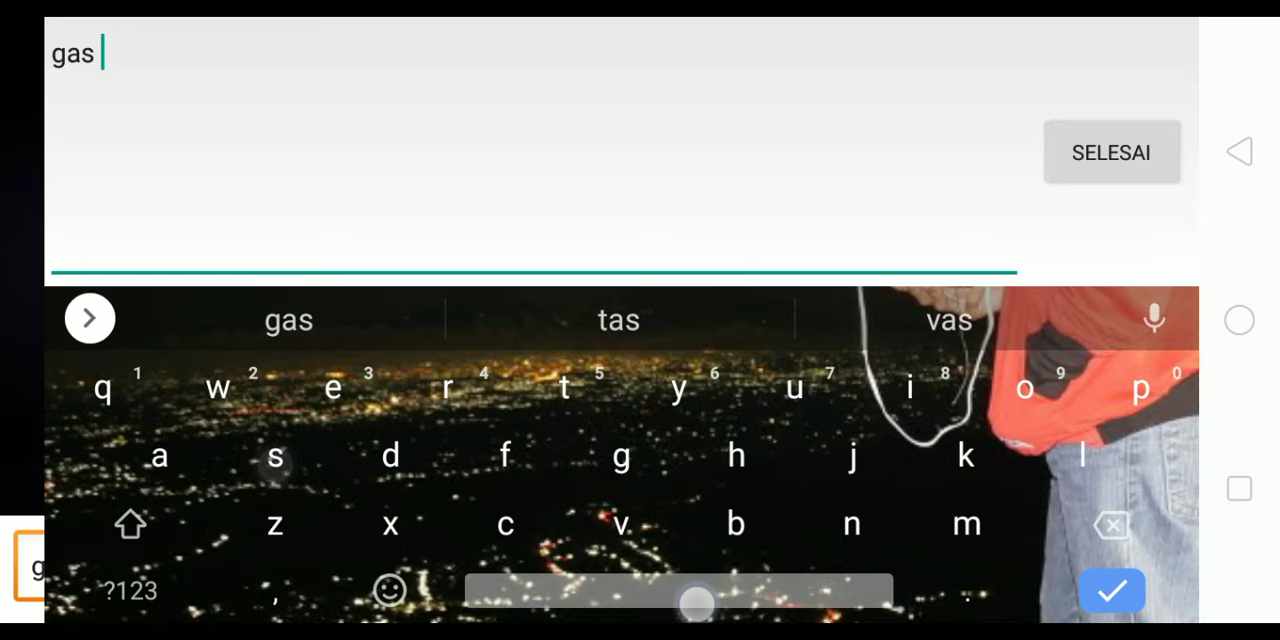 gas
SELESAI
gas tas vas
q 1 w 2 e 3 r 4 t 5 y 6 u 7 i 8 o 9 p 0
a s d f g h j k l
z x c v b n m
g
?123 , .